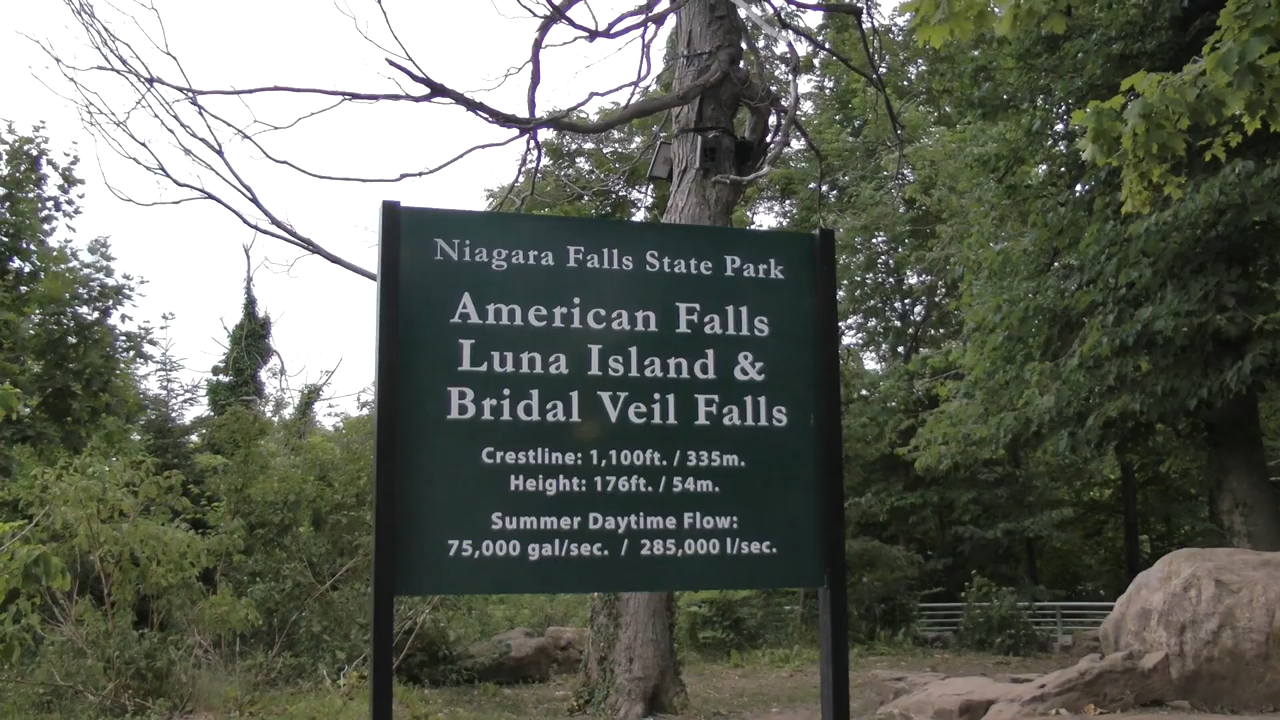 Niagara Falls State Park
American Falls
Luna Island &
Bridal Veil Falls
Crestline: 1,100ft. / 335m.
Height: 176ft. / 54m.
Summer Daytime Flow:
75,000 gal/sec. / 285,000 l/sec.